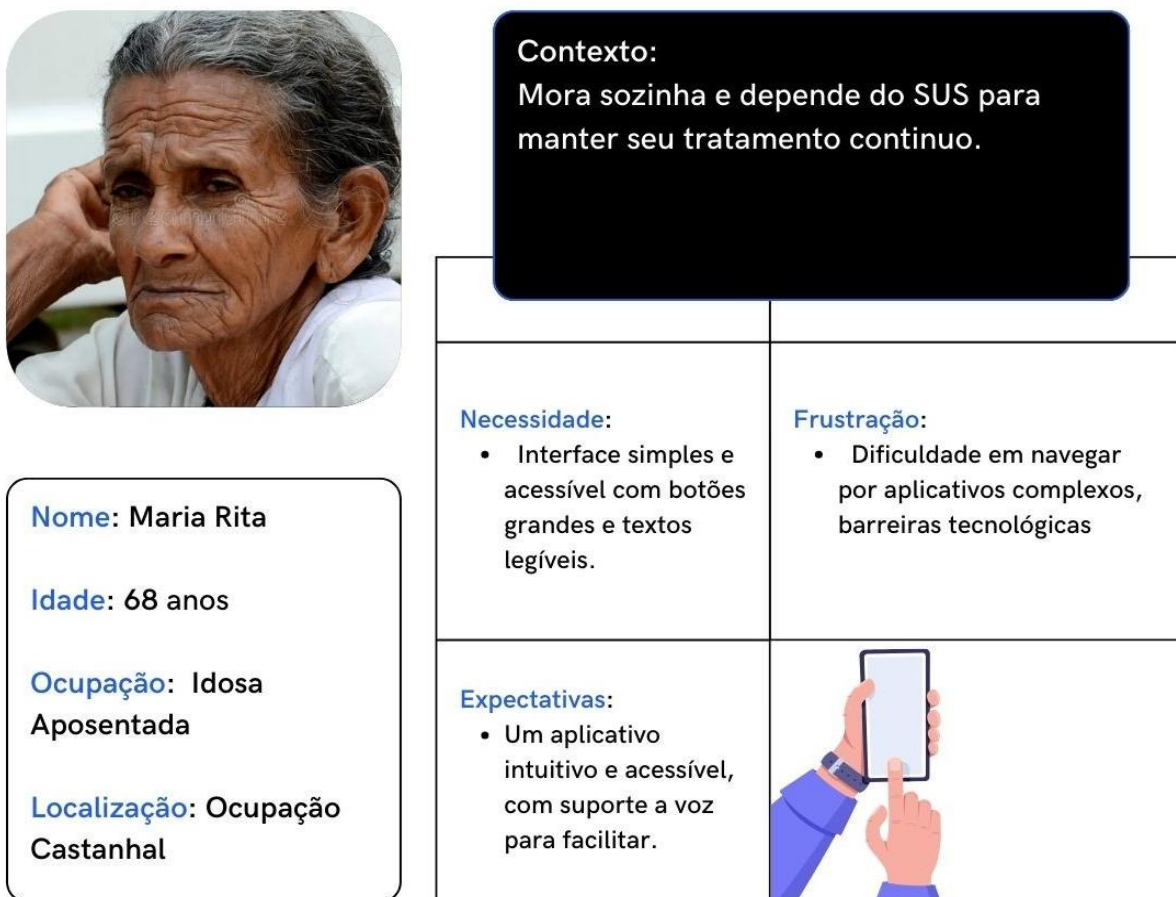 Contexto:
Mora sozinha e depende do SUS para
manter seu tratamento continuo.
Nome: Maria Rita
Idade: 68 anos
Ocupação: Idosa
Aposentada
Localização: Ocupação
Castanhal
Necessidade:
• Interface simples e
acessível com botões
grandes e textos
legíveis.
Frustração:
• Dificuldade em navegar
por aplicativos complexos,
barreiras tecnológicas
Expectativas:
• Um aplicativo
intuitivo e acessível,
com suporte a voz
para facilitar.